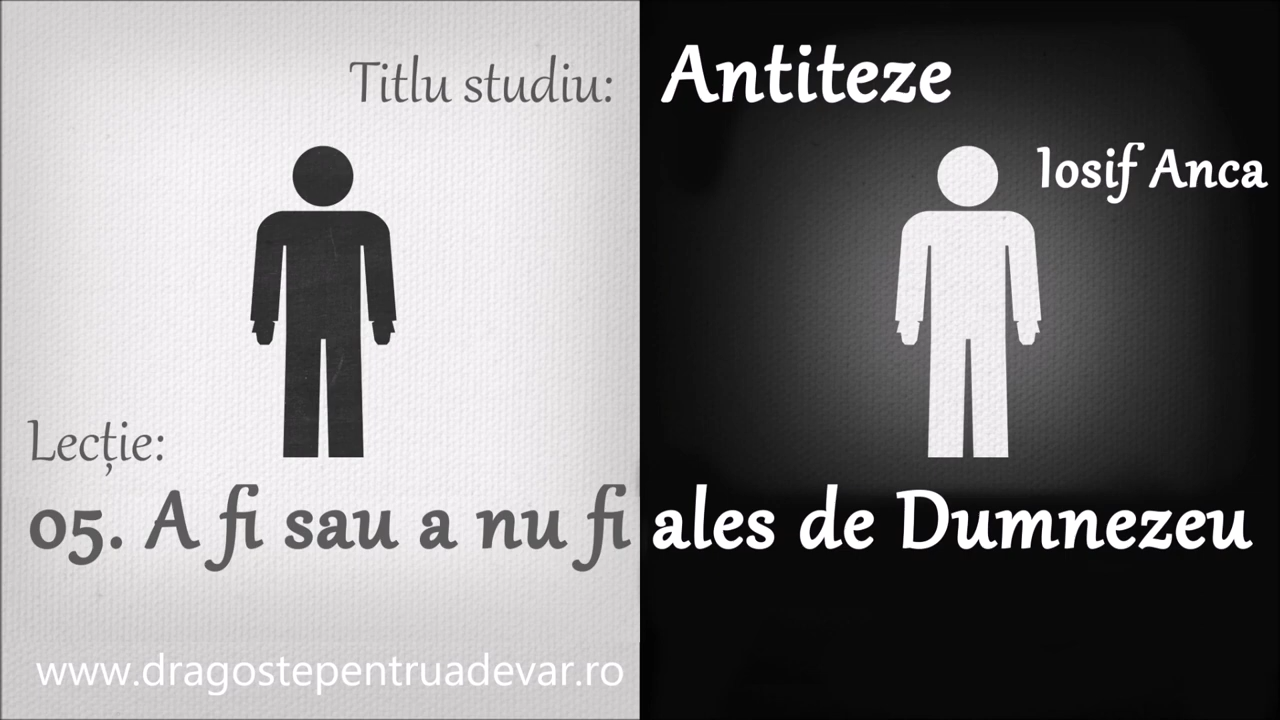 Titlu studiu: Antiteze
Iosif Anca
Lecție:
05. A fi sau a nu fi ales de Dumnezeu
www.dragostepentruadevar.ro